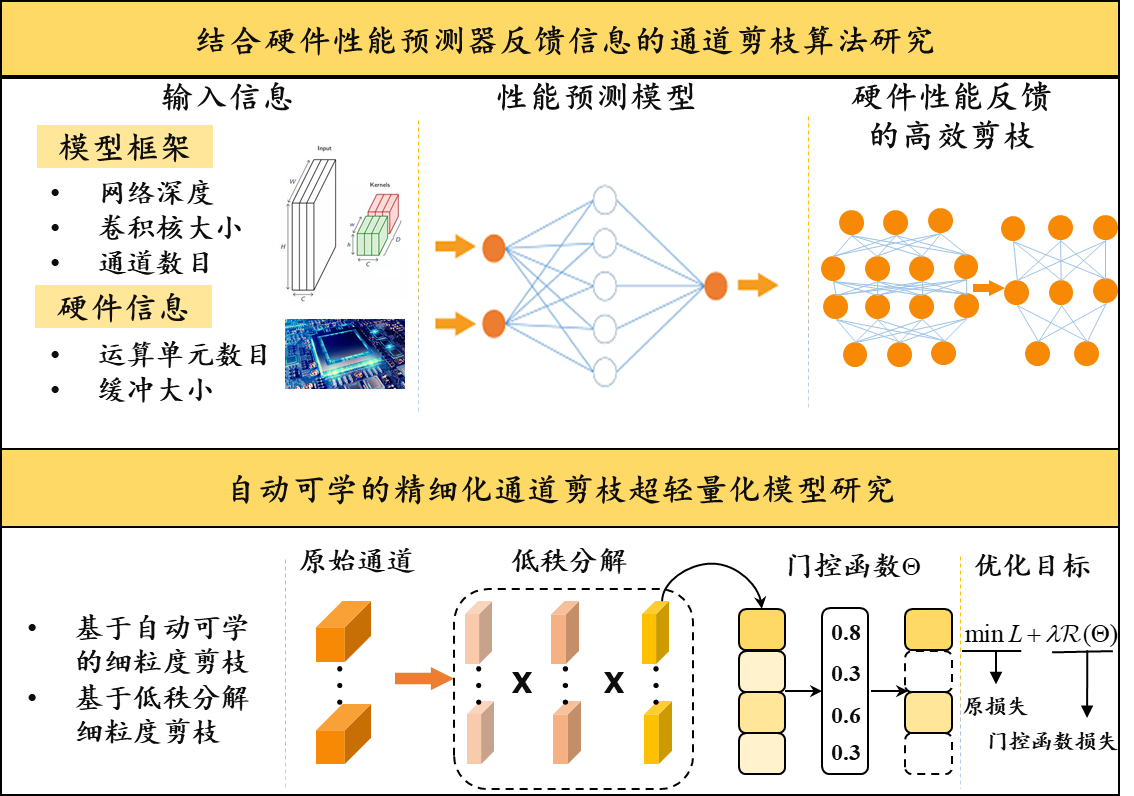 结合硬件性能预测器反馈信息的通道剪枝算法研究
输入信息
模型框架
• 网络深度
• 卷积核大小
• 通道数目
硬件信息
• 运算单元数目
• 缓冲大小
Input
W
H
C
Kernels
w
h
C
D
性能预测模型
硬件性能反馈
的高效剪枝
自动可学的精细化通道剪枝超轻量化模型研究
• 基于自动可学
的细粒度剪枝
• 基于低秩分解
细粒度剪枝
原始通道
低秩分解
X X
门控函数Θ
0.8
0.3
0.6
0.3
优化目标
min L + λR(Θ)
原损失
门控函数损失